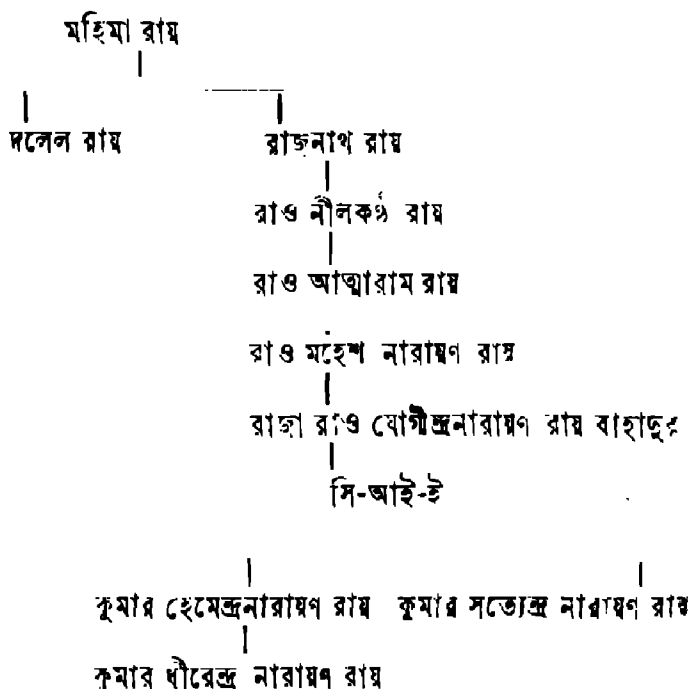 মহিমা রায়
দলেল রায় রাজনাথ রায়
রাও নীলকণ্ঠ রায়
রাও আত্মারাম রায়
রাও মহেশ নারায়ণ রায়
রাজা রাও যোগীন্দ্রনারায়ণ রায় বাহাদুর
সি-আই-ই
কুমার হেমেন্দ্রনারায়ণ রায় কুমার সত্যেন্দ্র নারায়ণ রায়
কুমার ধীরেন্দ্র নারায়ণ রায়